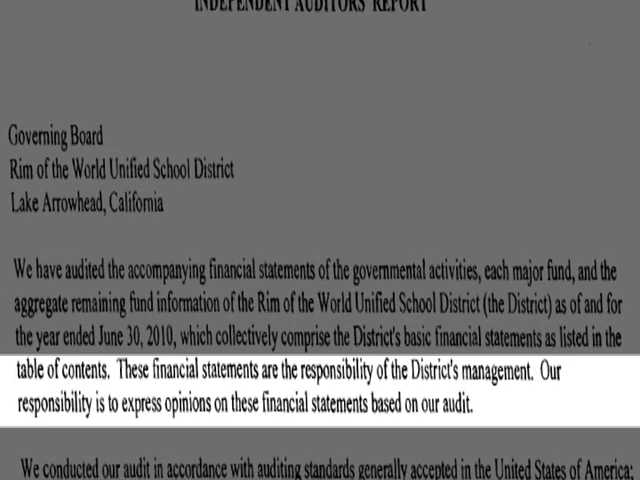 INDEPENDENT AUDITORS' REPORT
Governing Board
Rim of the World Unified School District
Lake Arrowhead, California
We have audited the accompanying financial statements of the governmental activities, each major fund, and the
aggregate remaining fund information of the Rim of the World Unified School District (the District) as of and for
the year ended June 30, 2010, which collectively comprise the District's basic financial statements as listed in the
table of contents. These financial statements are the responsibility of the District's management. Our
responsibility is to express opinions on these financial statements based on our audit.
We conducted our audit in accordance with auditing standards generally accepted in the United States of America;